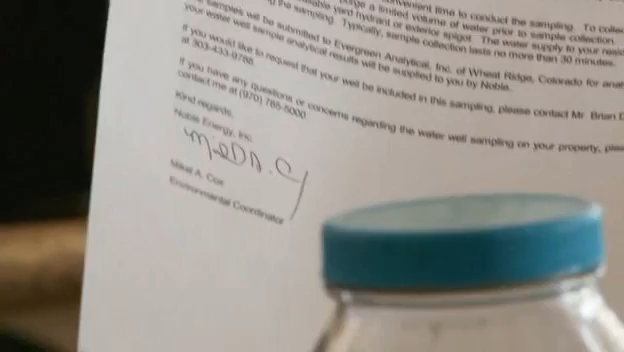 convenient time to conduct the sampling. To collec
purge a limited volume of water prior to sample collection.
yard hydrant or exterior spigot. The water supply to your resid
the sampling. Typically, sample collection lasts no more than 30 minutes.
samples will be submitted to Evergreen Analytical, Inc. of Wheat Ridge, Colorado for anal
your water well sample analytical results will be supplied to you by Noble.
If you would like to request that your well be included in this sampling, please contact Mr. Brian D
at 303-433-9788.
If you have any questions or concerns regarding the water well sampling on your property, plea
contact me at (970) 785-5000.
Kind regards,
Noble Energy, Inc.
Mikel A. Cox
Environmental Coordinator